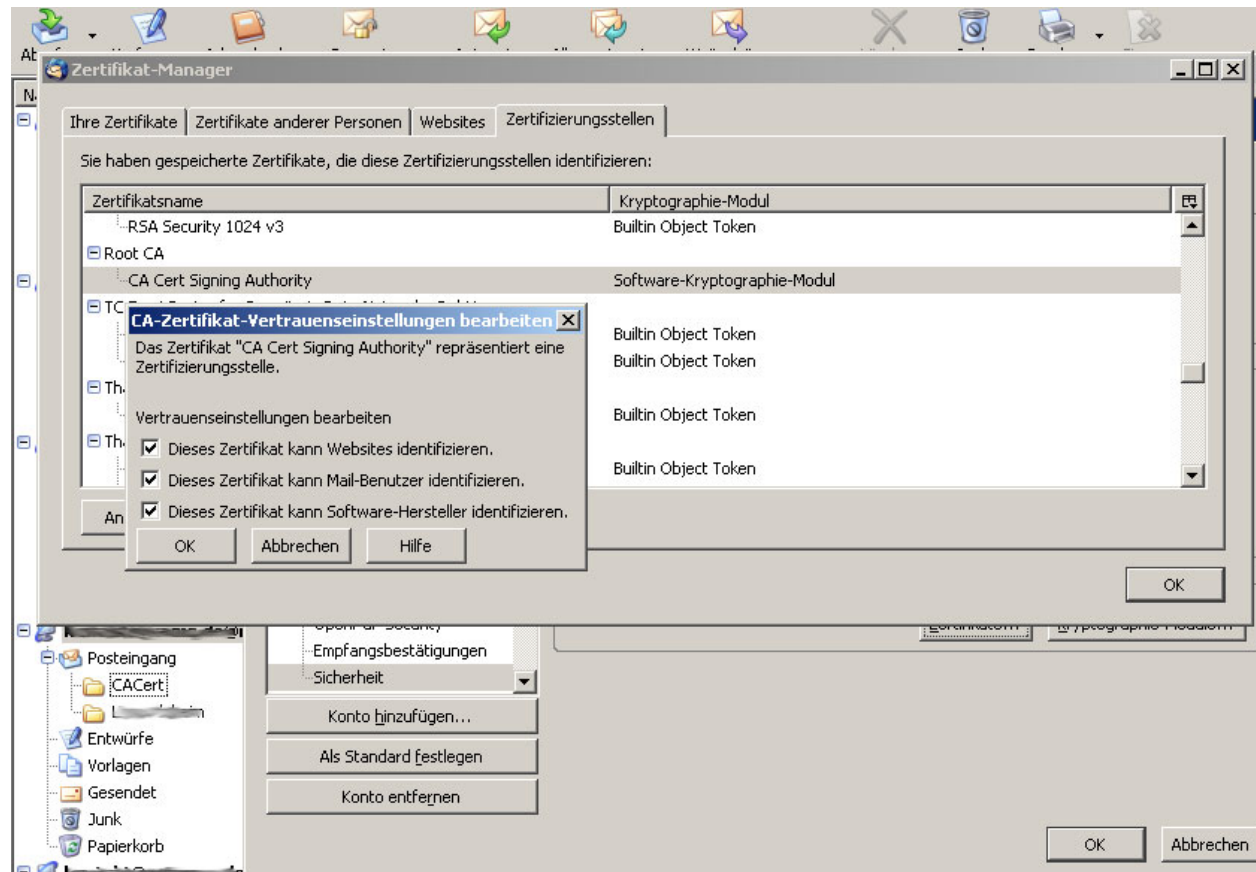 Zertifikat-Manager
Ihre Zertifikate
Zertifikate anderer Personen
Websites
Zertifizierungsstellen
Sie haben gespeicherte Zertifikate, die diese Zertifizierungsstellen identifizieren:
Zertifikatsname
Kryptographie-Modul
RSA Security 1024 v3
Builtin Object Token
Root CA
CA Cert Signing Authority
Software-Kryptographie-Modul
TC
Builtin Object Token
Builtin Object Token
Builtin Object Token
Builtin Object Token
CA-Zertifikat-Vertrauenseinstellungen bearbeiten
Das Zertifikat "CA Cert Signing Authority" repräsentiert eine
Zertifizierungsstelle.
Vertrauenseinstellungen bearbeiten
Dieses Zertifikat kann Websites identifizieren.
Dieses Zertifikat kann Mail-Benutzer identifizieren.
Dieses Zertifikat kann Software-Hersteller identifizieren.
OK
Abbrechen
Hilfe
OK
Empfangsbestätigungen
Sicherheit
Konto hinzufügen...
Als Standard festlegen
Konto entfernen
Posteingang
CACert
Entwürfe
Vorlagen
Gesendet
Junk
Papierkorb
OK
Abbrechen